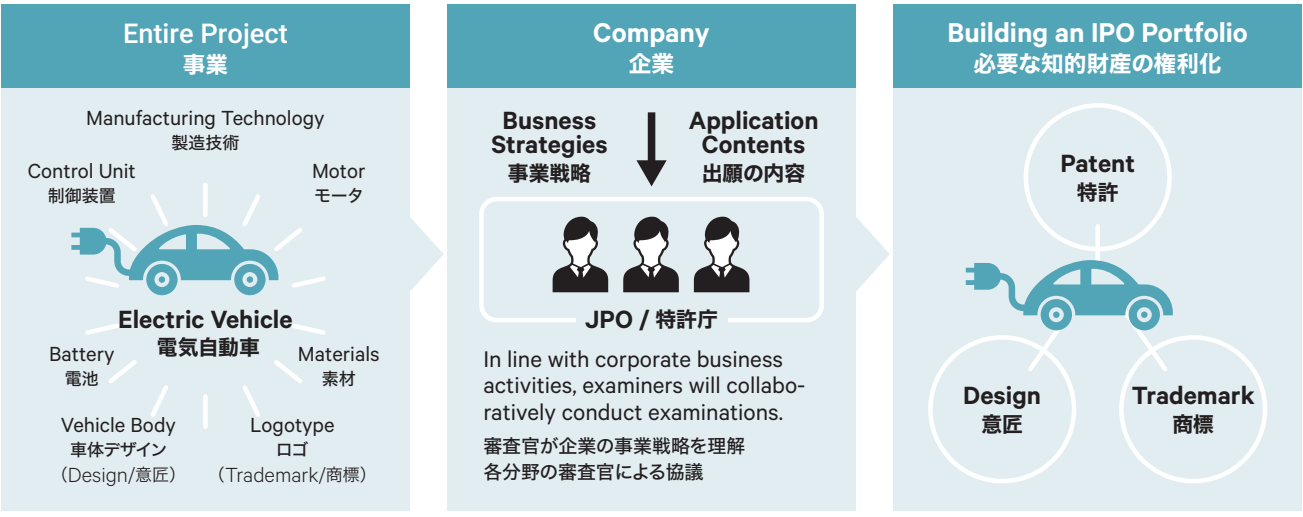 Entire Project
事業
Manufacturing Technology
製造技術
Control Unit
制御装置
Motor
モータ
Electric Vehicle
電気自動車
Battery
電池
Materials
素材
Vehicle Body
車体デザイン
（Design/意匠）
Logotype
ロゴ
（Trademark/商標）
Company
企業
Busness
Strategies
事業戦略
Application
Contents
出願の内容
JPO / 特許庁
In line with corporate business
activities, examiners will collabo-
ratively conduct examinations.
審査官が企業の事業戦略を理解
各分野の審査官による協議
Building an IPO Portfolio
必要な知的財産の権利化
Patent
特許
Design
意匠
Trademark
商標